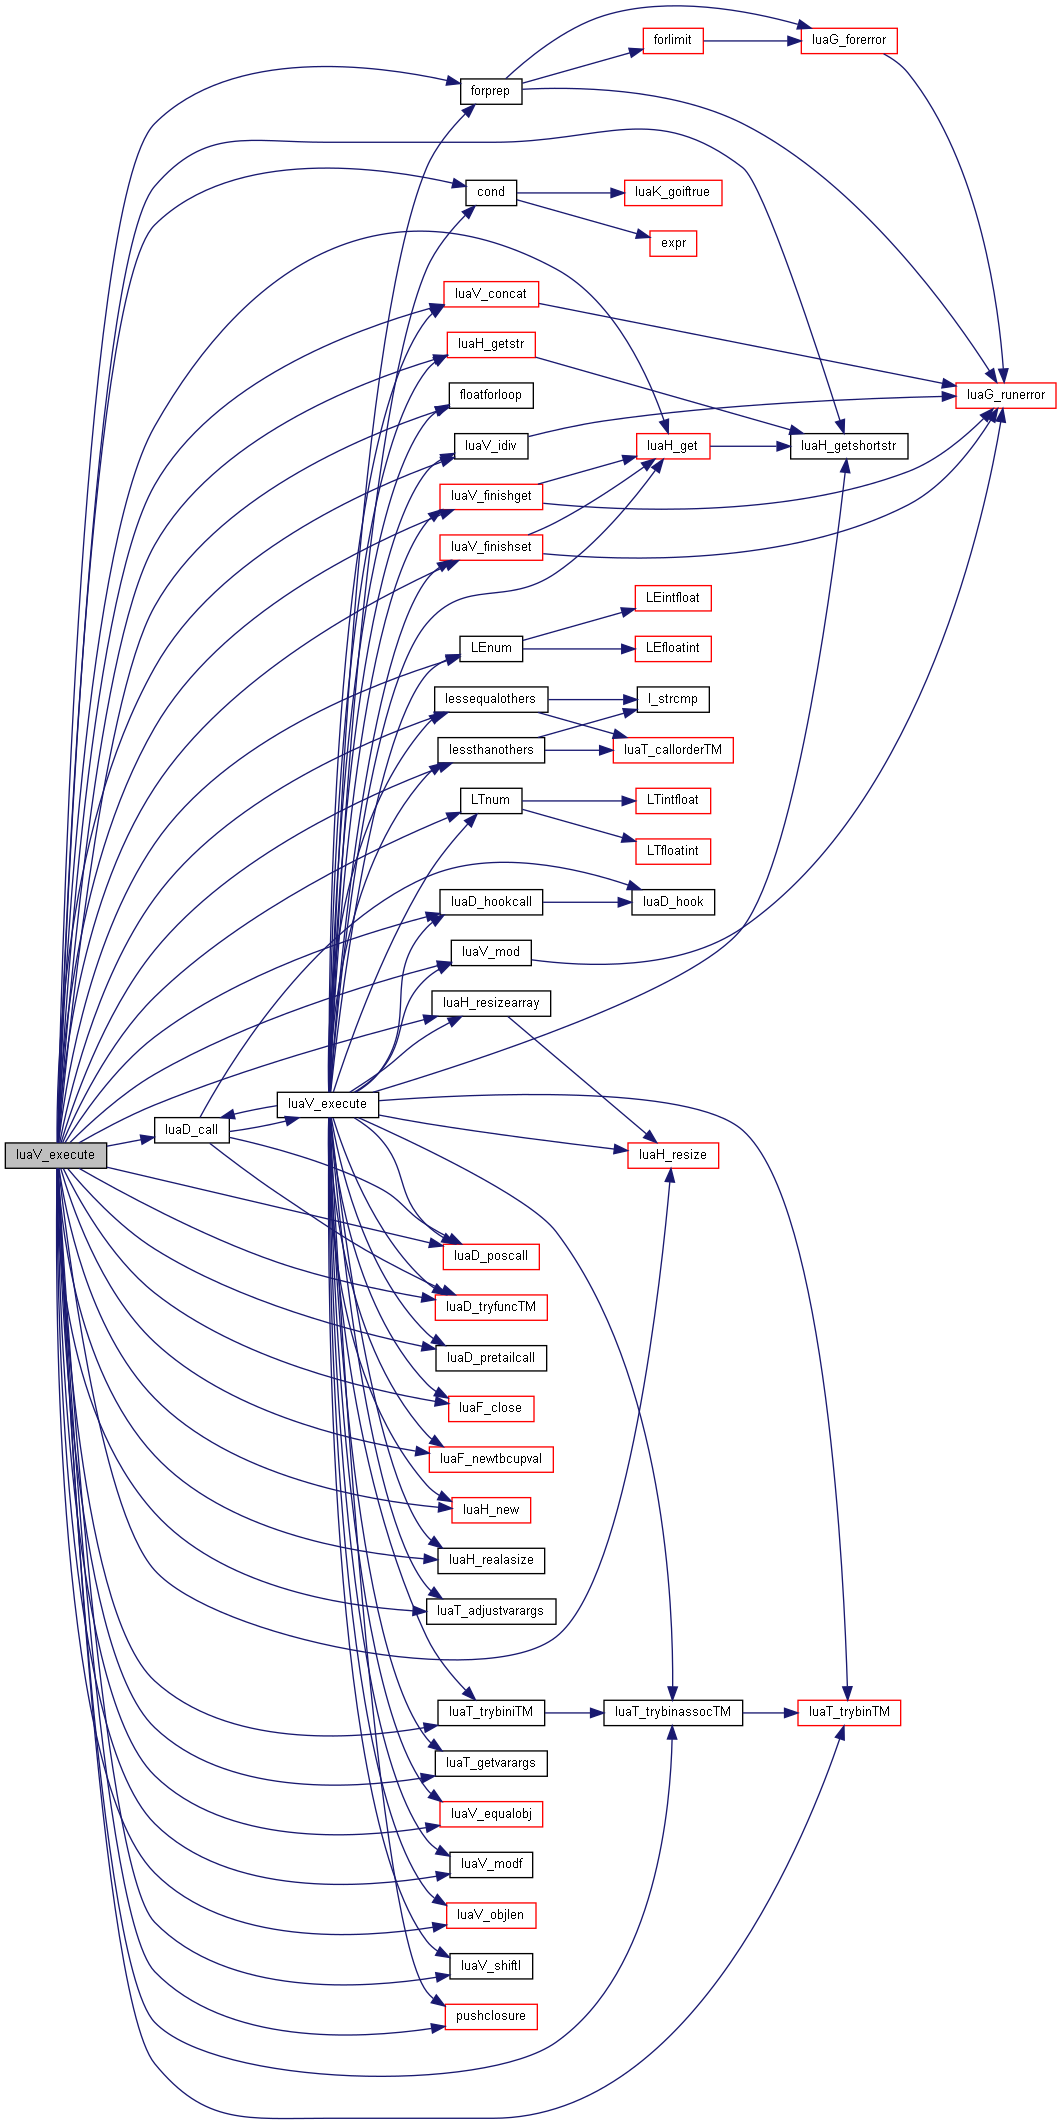 forlimit
luaG_forerror
forprep
cond
luaK_goiftrue
expr
luaV_concat
luaH_getstr
floatforloop
luaG_runerror
luaV_idiv
luaH_get
luaH_getshortstr
luaV_finishget
luaV_finishset
LEintfloat
LEnum
LEfloatint
lessequalothers
l_strcmp
lessthanothers
luaT_callorderTM
LTnum
LTintfloat
LTfloatint
luaD_hookcall
luaD_hook
luaV_mod
luaH_resizearray
luaV_execute
luaD_call
luaV_execute
luaH_resize
luaD_poscall
luaD_tryfuncTM
luaD_pretailcall
luaF_close
luaF_newtbcupval
luaH_new
luaH_realasize
luaT_adjustvarargs
luaT_trybiniTM
luaT_trybinassocTM
luaT_trybinTM
luaT_getvarargs
luaV_equalobj
luaV_modf
luaV_objlen
luaV_shiftl
pushclosure